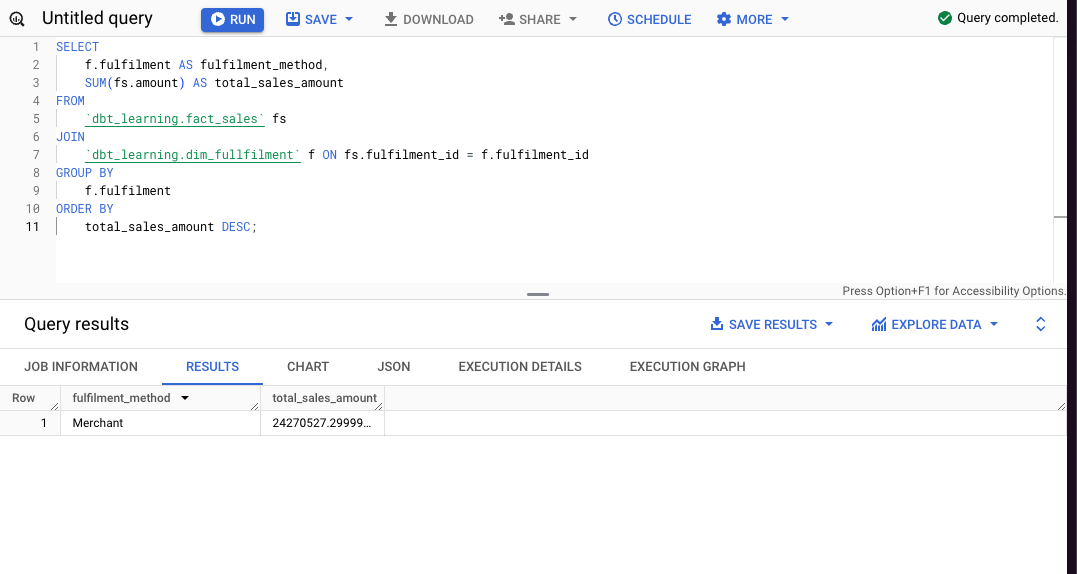 Untitled query RUN SAVE DOWNLOAD SHARE SCHEDULE MORE Query completed.
1 SELECT
2 f.fulfilment AS fulfilment_method,
3 SUM(fs.amount) AS total_sales_amount
4 FROM
5 `dbt_learning.fact_sales` fs
6 JOIN
7 `dbt_learning.dim_fullfilment` f ON fs.fulfilment_id = f.fulfilment_id
8 GROUP BY
9 f.fulfilment
10 ORDER BY
11 total_sales_amount DESC;
Press Option+F1 for Accessibility Options.
Query results SAVE RESULTS EXPLORE DATA
JOB INFORMATION RESULTS CHART JSON EXECUTION DETAILS EXECUTION GRAPH
Row fulfilment_method total_sales_amount
1 Merchant 24270527.29999...